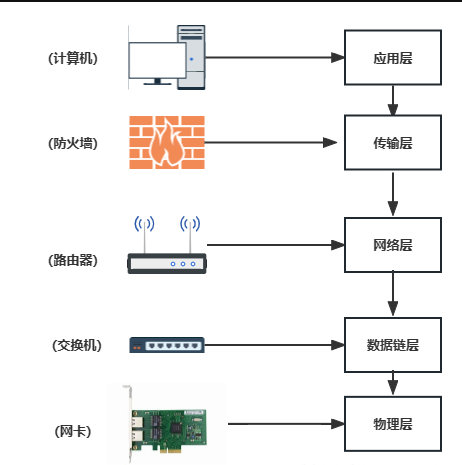 (计算机)
应用层
(防火墙)
传输层
(路由器)
网络层
(交换机)
数据链层
(网卡)
物理层